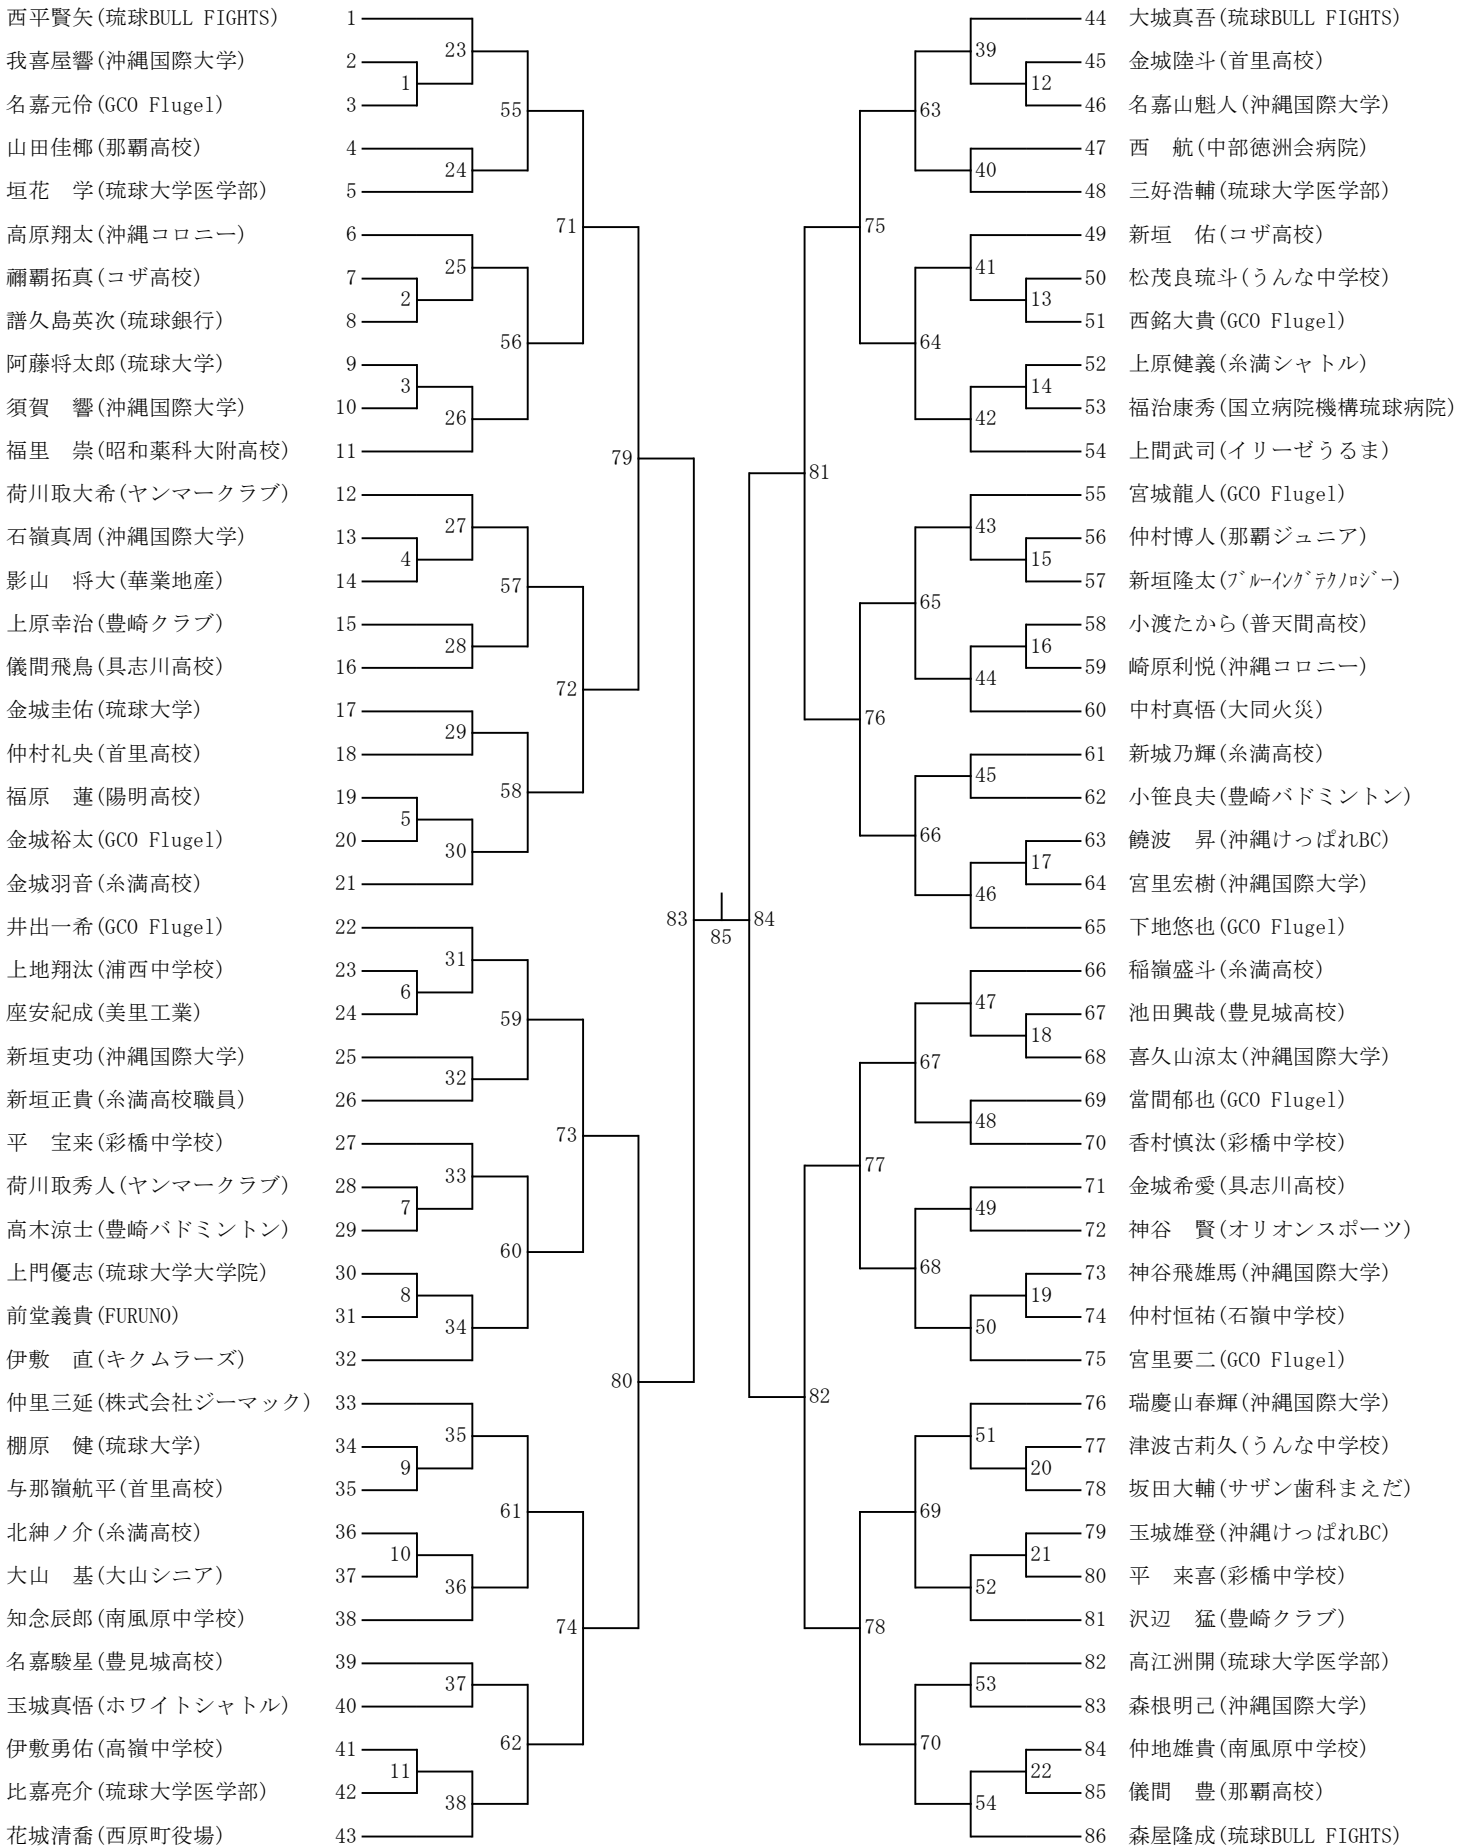 西平賢矢(琉球BULL FIGHTS) 1
我喜屋響(沖縄国際大学) 2
名嘉元伶(GCO Flugel) 3
山田佳椰(那覇高校) 4
垣花　学(琉球大学医学部) 5
高原翔太(沖縄コロニー) 6
禰覇拓真(コザ高校) 7
譜久島英次(琉球銀行) 8
阿藤将太郎(琉球大学) 9
須賀　響(沖縄国際大学) 10
福里　崇(昭和薬科大附高校) 11
荷川取大希(ヤンマークラブ) 12
石嶺真周(沖縄国際大学) 13
影山　将大(華業地産) 14
上原幸治(豊崎クラブ) 15
儀間飛鳥(具志川高校) 16
金城圭佑(琉球大学) 17
仲村礼央(首里高校) 18
福原　蓮(陽明高校) 19
金城裕太(GCO Flugel) 20
金城羽音(糸満高校) 21
井出一希(GCO Flugel) 22
上地翔汰(浦西中学校) 23
座安紀成(美里工業) 24
新垣吏功(沖縄国際大学) 25
新垣正貴(糸満高校職員) 26
平　宝来(彩橋中学校) 27
荷川取秀人(ヤンマークラブ) 28
高木涼士(豊崎バドミントン) 29
上門優志(琉球大学大学院) 30
前堂義貴(FURUNO) 31
伊敷　直(キクムラーズ) 32
仲里三延(株式会社ジーマック) 33
棚原　健(琉球大学) 34
与那嶺航平(首里高校) 35
北紳ノ介(糸満高校) 36
大山　基(大山シニア) 37
知念辰郎(南風原中学校) 38
名嘉駿星(豊見城高校) 39
玉城真悟(ホワイトシャトル) 40
伊敷勇佑(高嶺中学校) 41
比嘉亮介(琉球大学医学部) 42
花城清喬(西原町役場) 43
1
2
3
4
5
6
7
8
9
10
11
23
24
25
26
27
28
29
30
31
32
33
34
35
36
37
38
55
56
57
58
59
60
61
62
71
72
73
74
79
80
83
85
84
81
82
75
76
77
78
63
64
65
66
67
68
69
70
39
40
41
42
43
44
45
46
47
48
49
50
51
52
53
54
12
13
14
15
16
17
18
19
20
21
22
44 大城真吾(琉球BULL FIGHTS)
45 金城陸斗(首里高校)
46 名嘉山魁人(沖縄国際大学)
47 西　航(中部徳洲会病院)
48 三好浩輔(琉球大学医学部)
49 新垣　佑(コザ高校)
50 松茂良琉斗(うんな中学校)
51 西銘大貴(GCO Flugel)
52 上原健義(糸満シャトル)
53 福治康秀(国立病院機構琉球病院)
54 上間武司(イリーゼうるま)
55 宮城龍人(GCO Flugel)
56 仲村博人(那覇ジュニア)
57 新垣隆太(ﾌﾞﾙｰｲﾝｸﾞﾃｸﾉﾛｼﾞｰ)
58 小渡たから(普天間高校)
59 崎原利悦(沖縄コロニー)
60 中村真悟(大同火災)
61 新城乃輝(糸満高校)
62 小笹良夫(豊崎バドミントン)
63 饒波　昇(沖縄けっぱれBC)
64 宮里宏樹(沖縄国際大学)
65 下地悠也(GCO Flugel)
66 稲嶺盛斗(糸満高校)
67 池田興哉(豊見城高校)
68 喜久山涼太(沖縄国際大学)
69 當間郁也(GCO Flugel)
70 香村慎汰(彩橋中学校)
71 金城希愛(具志川高校)
72 神谷　賢(オリオンスポーツ)
73 神谷飛雄馬(沖縄国際大学)
74 仲村恒祐(石嶺中学校)
75 宮里要二(GCO Flugel)
76 瑞慶山春輝(沖縄国際大学)
77 津波古莉久(うんな中学校)
78 坂田大輔(サザン歯科まえだ)
79 玉城雄登(沖縄けっぱれBC)
80 平　来喜(彩橋中学校)
81 沢辺　猛(豊崎クラブ)
82 高江洲開(琉球大学医学部)
83 森根明己(沖縄国際大学)
84 仲地雄貴(南風原中学校)
85 儀間　豊(那覇高校)
86 森屋隆成(琉球BULL FIGHTS)